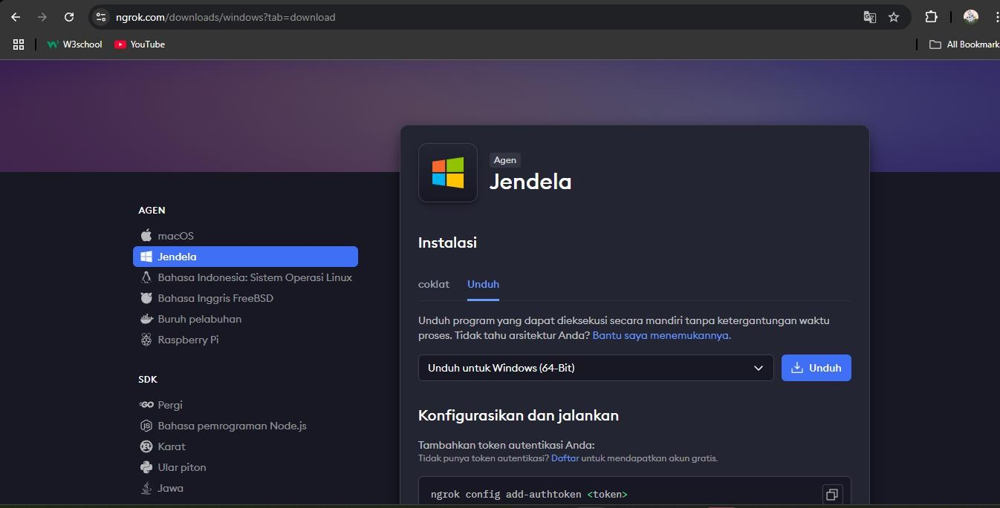 ngrok.com/downloads/windows?tab=download
W3school
YouTube
All Bookmark
AGEN
macOS
Jendela
Bahasa Indonesia: Sistem Operasi Linux
Bahasa Inggris FreeBSD
Buruh pelabuhan
Raspberry Pi
SDK
GO Pergi
JS Bahasa pemrograman Node.js
Karat
Ular piton
Jawa
Agen
Jendela
Instalasi
coklat
Unduh
Unduh program yang dapat dieksekusi secara mandiri tanpa ketergantungan waktu
proses. Tidak tahu arsitektur Anda? Bantu saya menemukannya.
Unduh untuk Windows (64-Bit)
Unduh
Konfigurasikan dan jalankan
Tambahkan token autentikasi Anda:
Tidak punya token autentikasi? Daftar untuk mendapatkan akun gratis.
ngrok config add-authtoken <token>